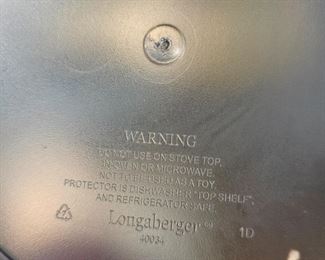 WARNING
DO NOT USE ON STOVE TOP,
IN OVEN OR MICROWAVE.
NOT TO BE USED AS A TOY.
PROTECTOR IS DISHWASHER "TOP SHELF",
AND REFRIGERATOR SAFE.
Longaberger®
1D
40034